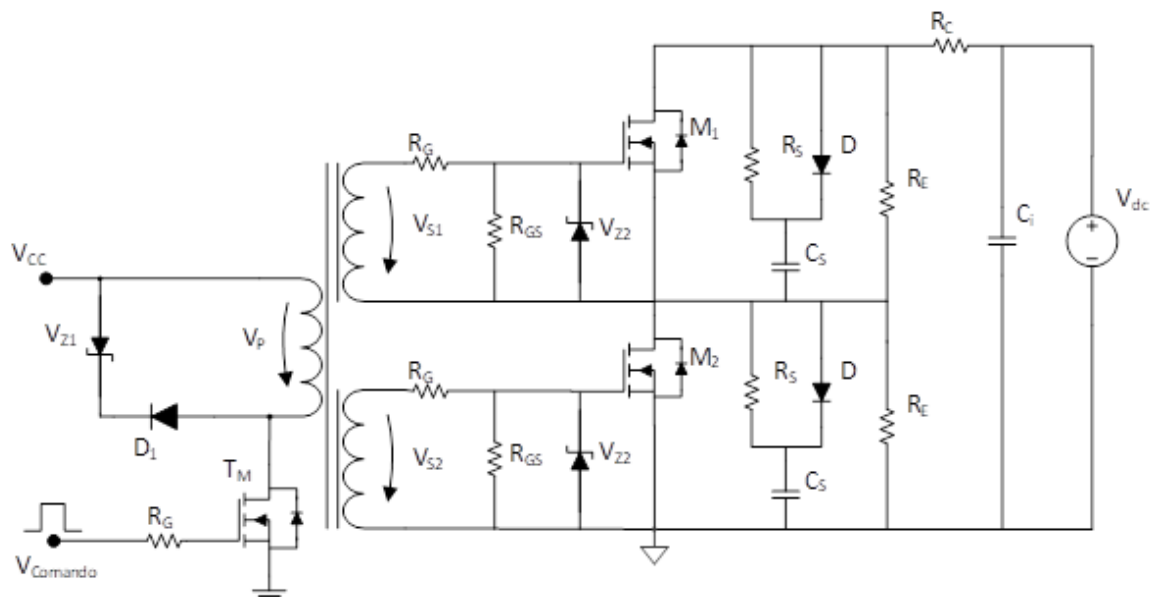 R_C
M_1
R_G
R_S
D
R_E
V_dc
V_S1
R_GS
V_Z2
C_i
V_CC
C_S
V_Z1
V_P
M_2
R_G
R_S
D
R_E
D_1
V_S2
R_GS
V_Z2
T_M
C_S
R_G
V_Comando
+
−